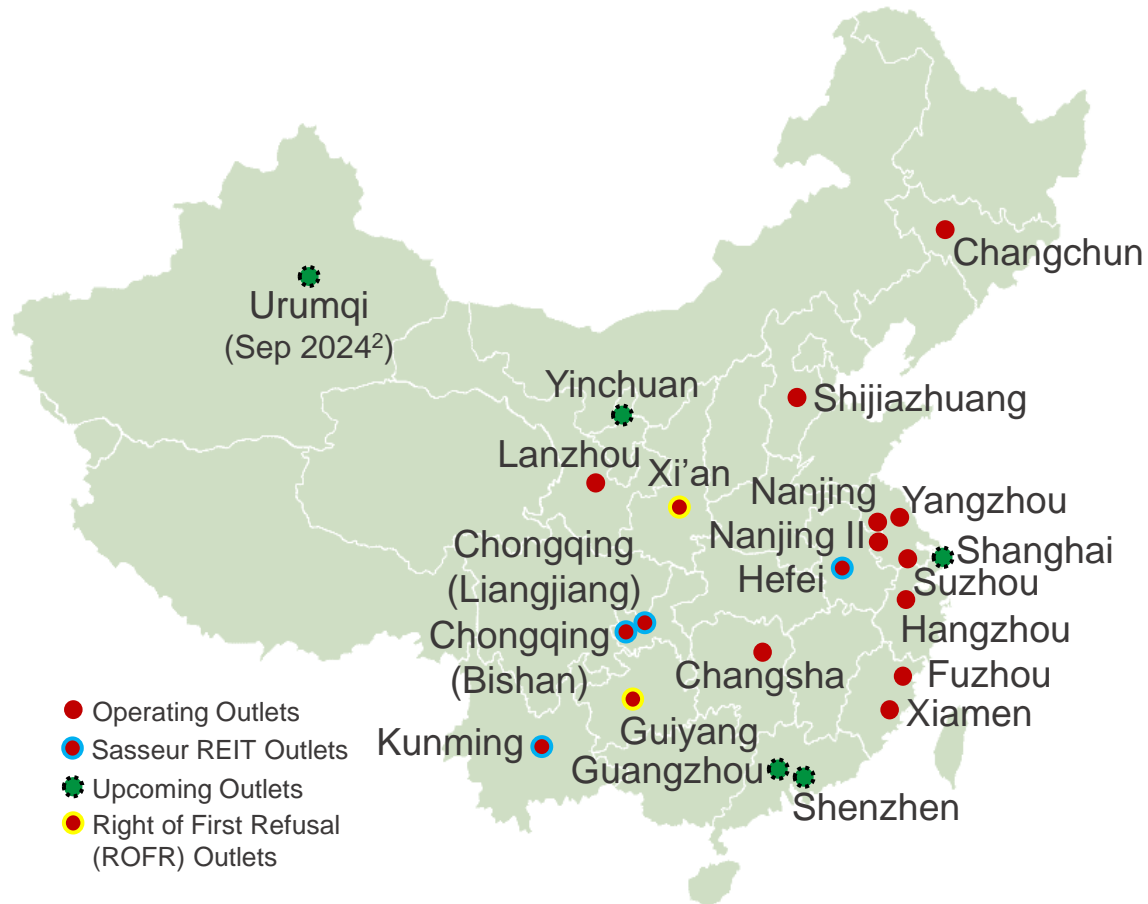 Changchun
Urumqi
(Sep 2024²)
Yinchuan
Shijiazhuang
Lanzhou
Xi’an
Nanjing
Yangzhou
Nanjing II
Shanghai
Chongqing
(Liangjiang)
Hefei
Suzhou
Hangzhou
Chongqing
(Bishan)
Changsha
Fuzhou
Xiamen
Guiyang
Kunming
Guangzhou
Shenzhen
Operating Outlets
Sasseur REIT Outlets
Upcoming Outlets
Right of First Refusal
(ROFR) Outlets